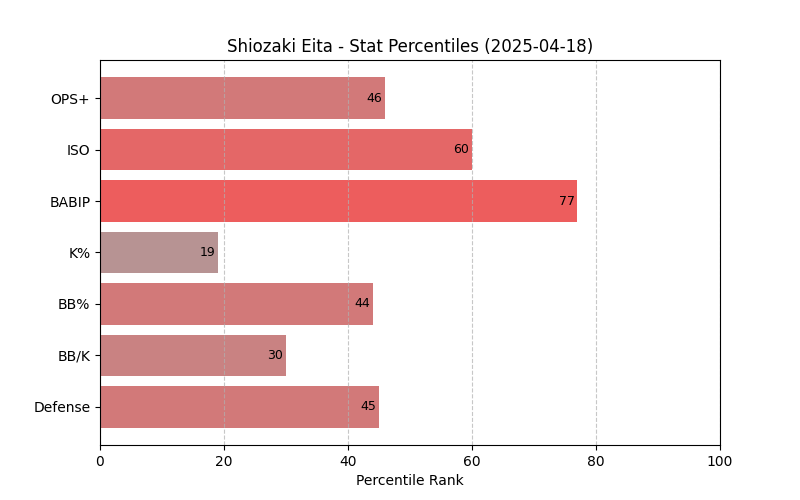 Shiozaki Eita - Stat Percentiles (2025-04-18)
OPS+ 46
ISO 60
BABIP 77
K% 19
BB% 44
BB/K 30
Defense 45
0 20 40 60 80 100
Percentile Rank